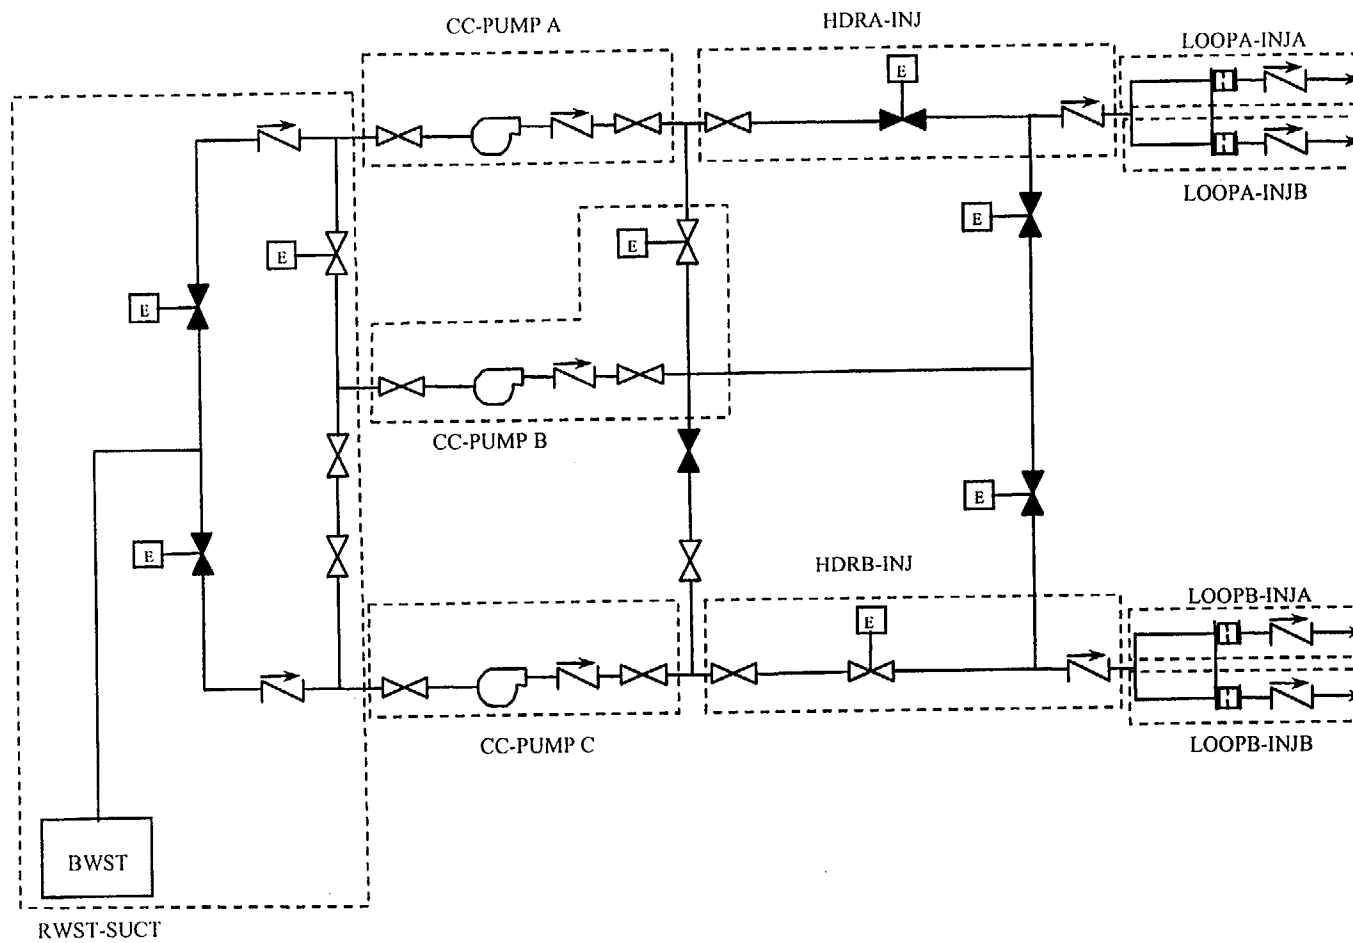 CC-PUMP A
HDRA-INJ
LOOPA-INJA
E
LOOPA-INJB
E
E
E
E
CC-PUMP B
E
E
HDRB-INJ
LOOPB-INJA
E
CC-PUMP C
LOOPB-INJB
BWST
RWST-SUCT